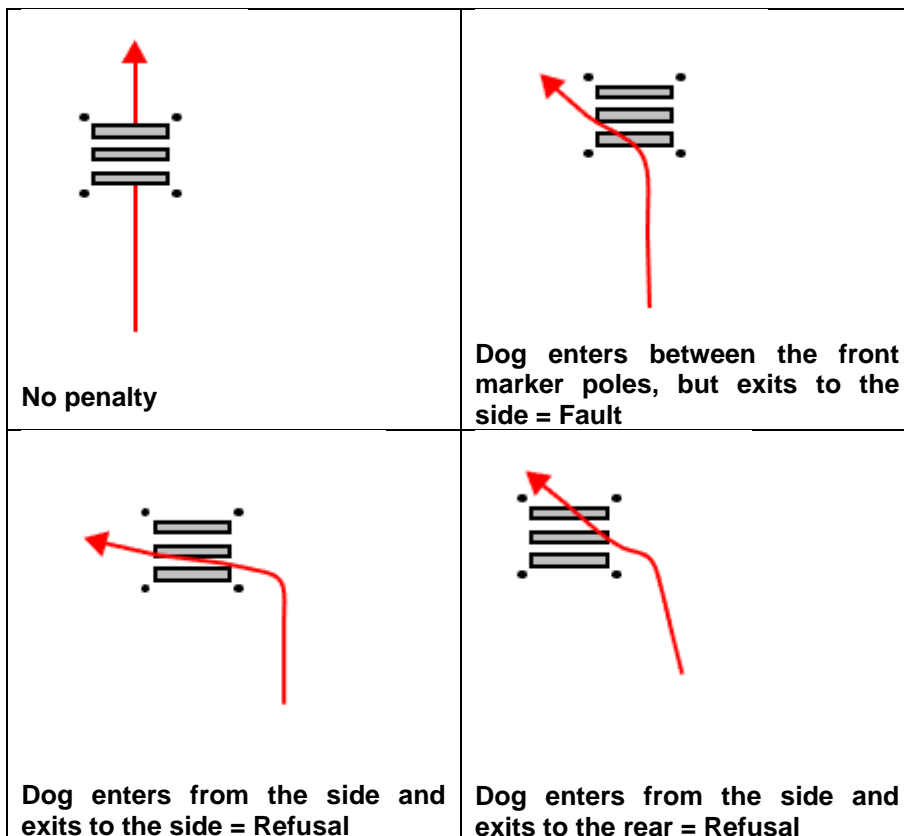 No penalty
Dog enters between the front
marker poles, but exits to the
side = Fault
Dog enters from the side and
exits to the side = Refusal
Dog enters from the side and
exits to the rear = Refusal